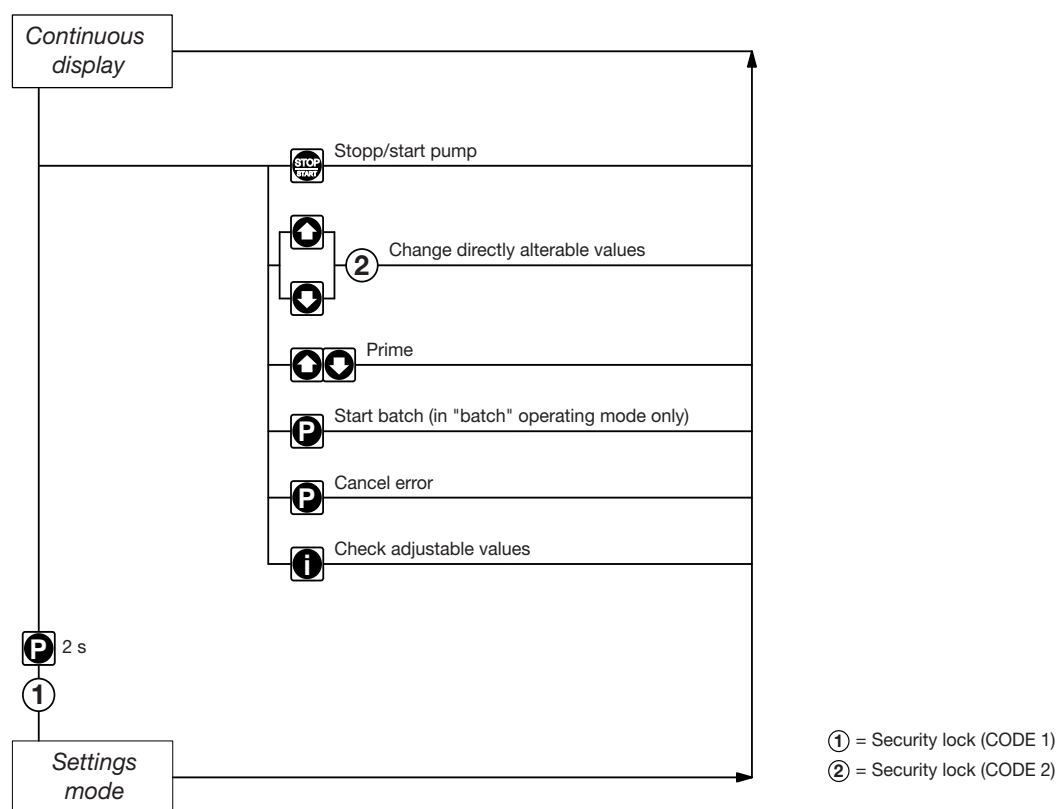 Continuous
display
STOP
START
Stopp/start pump
2
Change directly alterable values
Prime
P
Start batch (in "batch" operating mode only)
P
Cancel error
i
Check adjustable values
P 2 s
1
Settings
mode
1 = Security lock (CODE 1)
2 = Security lock (CODE 2)